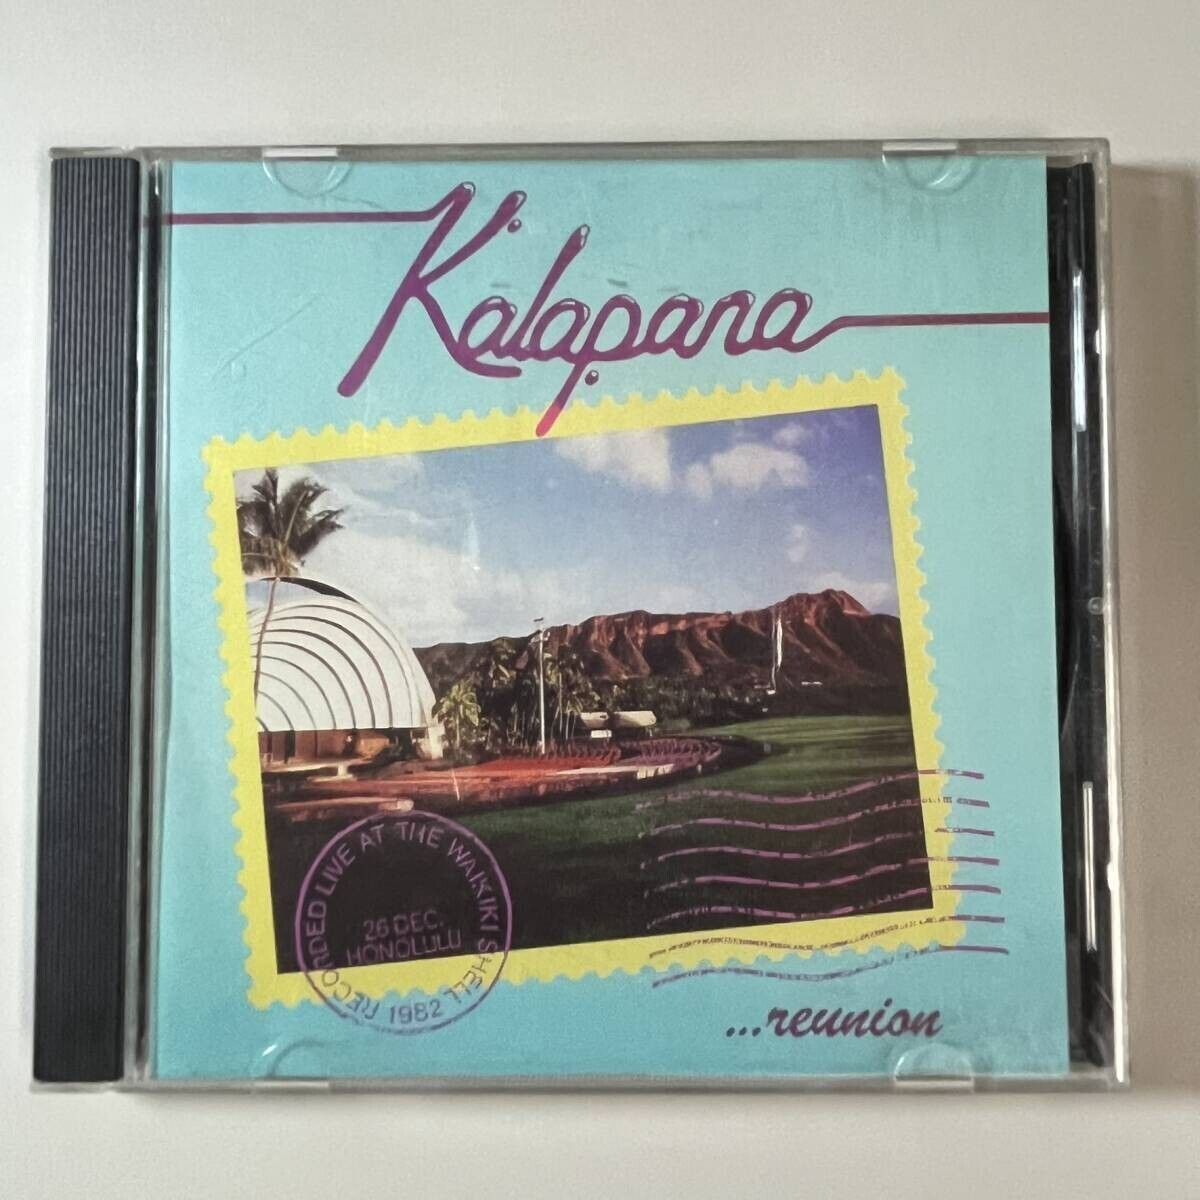 Kalapana
RECORDED LIVE AT THE WAIKIKI SHELL
26 DEC.
HONOLULU
1982
...reunion